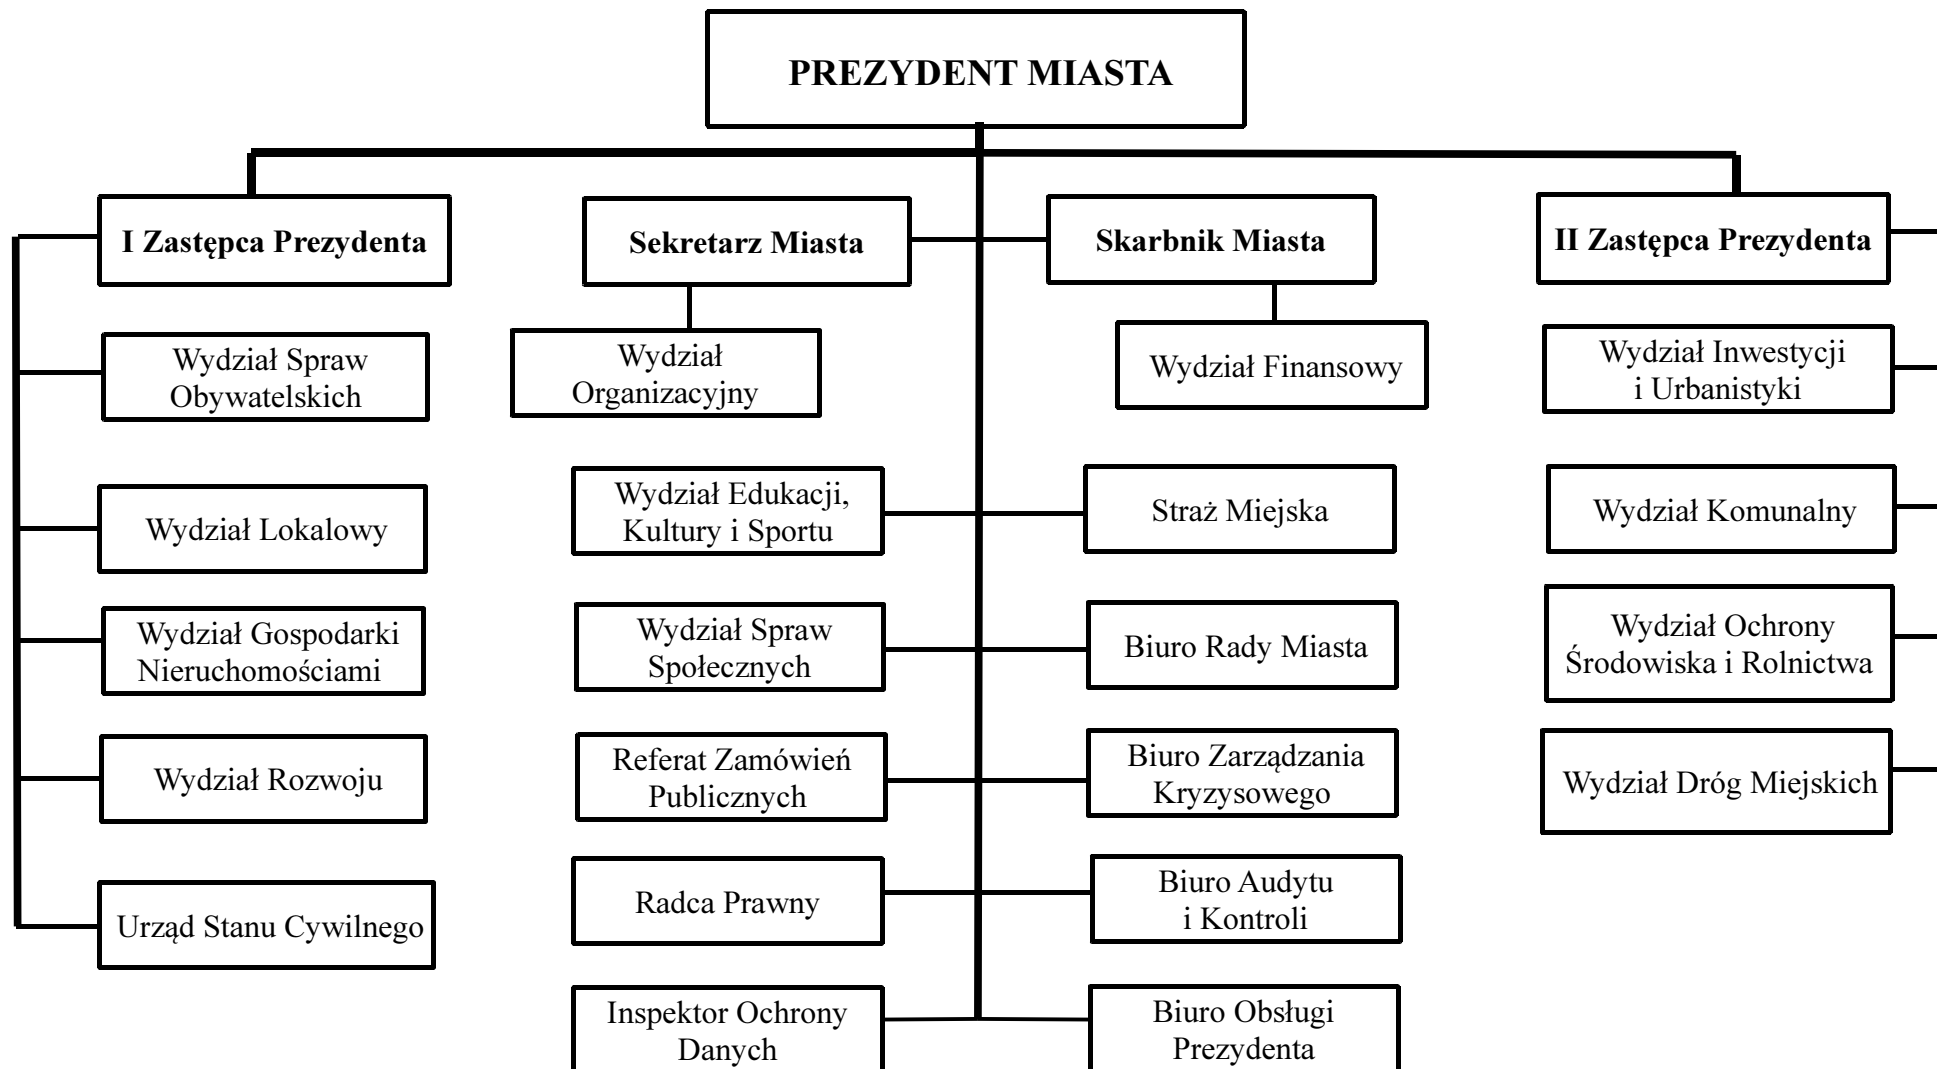 PREZYDENT MIASTA
I Zastępca Prezydenta
Sekretarz Miasta
Skarbnik Miasta
II Zastępca Prezydenta
Wydział Spraw
Obywatelskich
Wydział
Organizacyjny
Wydział Finansowy
Wydział Inwestycji
i Urbanistyki
Wydział Lokalowy
Wydział Edukacji,
Kultury i Sportu
Straż Miejska
Wydział Komunalny
Wydział Gospodarki
Nieruchomościami
Wydział Spraw
Społecznych
Biuro Rady Miasta
Wydział Ochrony
Środowiska i Rolnictwa
Wydział Rozwoju
Referat Zamówień
Publicznych
Biuro Zarządzania
Kryzysowego
Wydział Dróg Miejskich
Urząd Stanu Cywilnego
Radca Prawny
Biuro Audytu
i Kontroli
Inspektor Ochrony
Danych
Biuro Obsługi
Prezydenta